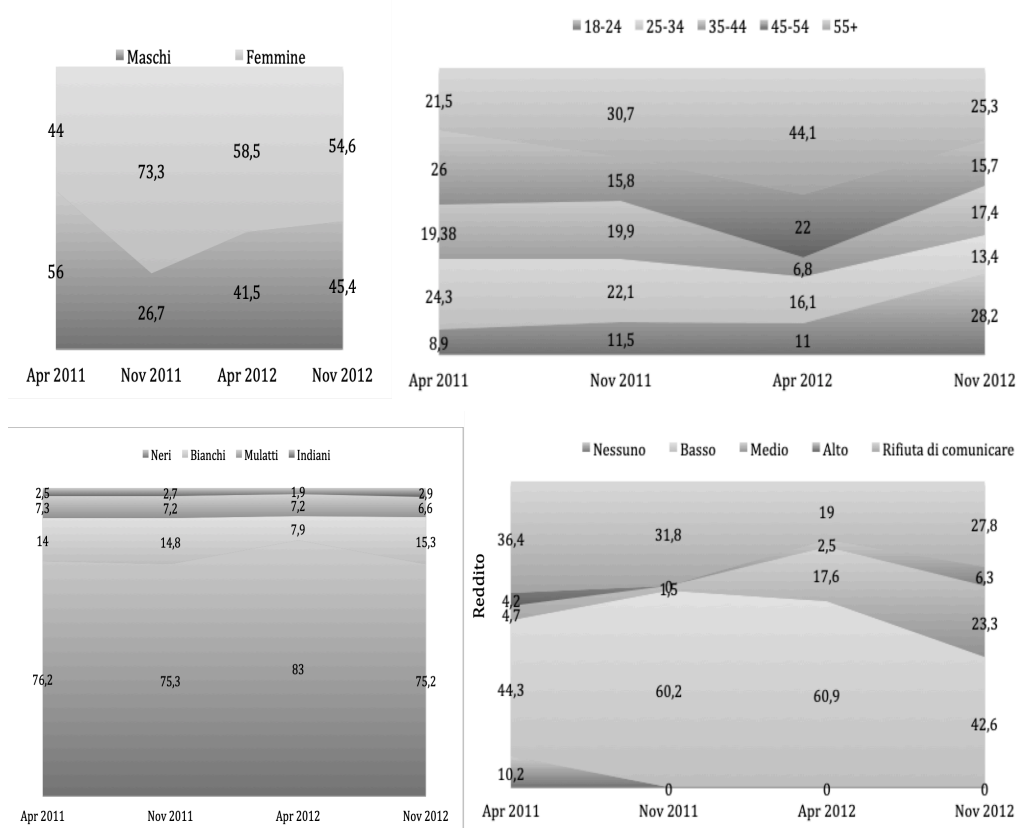 Maschi Femmine
44 73,3 58,5 54,6
56 26,7 41,5 45,4
Apr 2011 Nov 2011 Apr 2012 Nov 2012
18-24 25-34 35-44 45-54 55+
21,5 30,7 44,1 25,3
26 15,8 22 15,7
19,38 19,9 6,8 17,4
24,3 22,1 16,1 13,4
8,9 11,5 11 28,2
Apr 2011 Nov 2011 Apr 2012 Nov 2012
Neri Bianchi Mulatti Indiani
2,5 2,7 1,9 2,9
7,3 7,2 7,2 6,6
14 14,8 7,9 15,3
76,2 75,3 83 75,2
Apr 2011 Nov 2011 Apr 2012 Nov 2012
Nessuno Basso Medio Alto Rifiuta di comunicare
Reddito
36,4 31,8 19 27,8
4,2 0 2,5 6,3
4,7 1,5 17,6 23,3
44,3 60,2 60,9 42,6
10,2 0 0 0
Apr 2011 Nov 2011 Apr 2012 Nov 2012